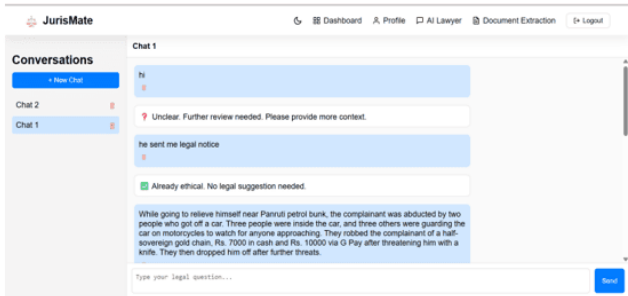 JurisMate
Dashboard Profile AI Lawyer Document Extraction Logout
Conversations
+ New Chat
Chat 2
Chat 1
Chat 1
hi
Unclear. Further review needed. Please provide more context.
he sent me legal notice
Already ethical. No legal suggestion needed.
While going to relieve himself near Panruti petrol bunk, the complainant was abducted by two
people who got off a car. Three people were inside the car, and three others were guarding the
car on motorcycles to watch for anyone approaching. They robbed the complainant of a half-
sovereign gold chain, Rs. 7000 in cash and Rs. 10000 via G Pay after threatening him with a
knife. They then dropped him off after further threats.
Type your legal question...
Send